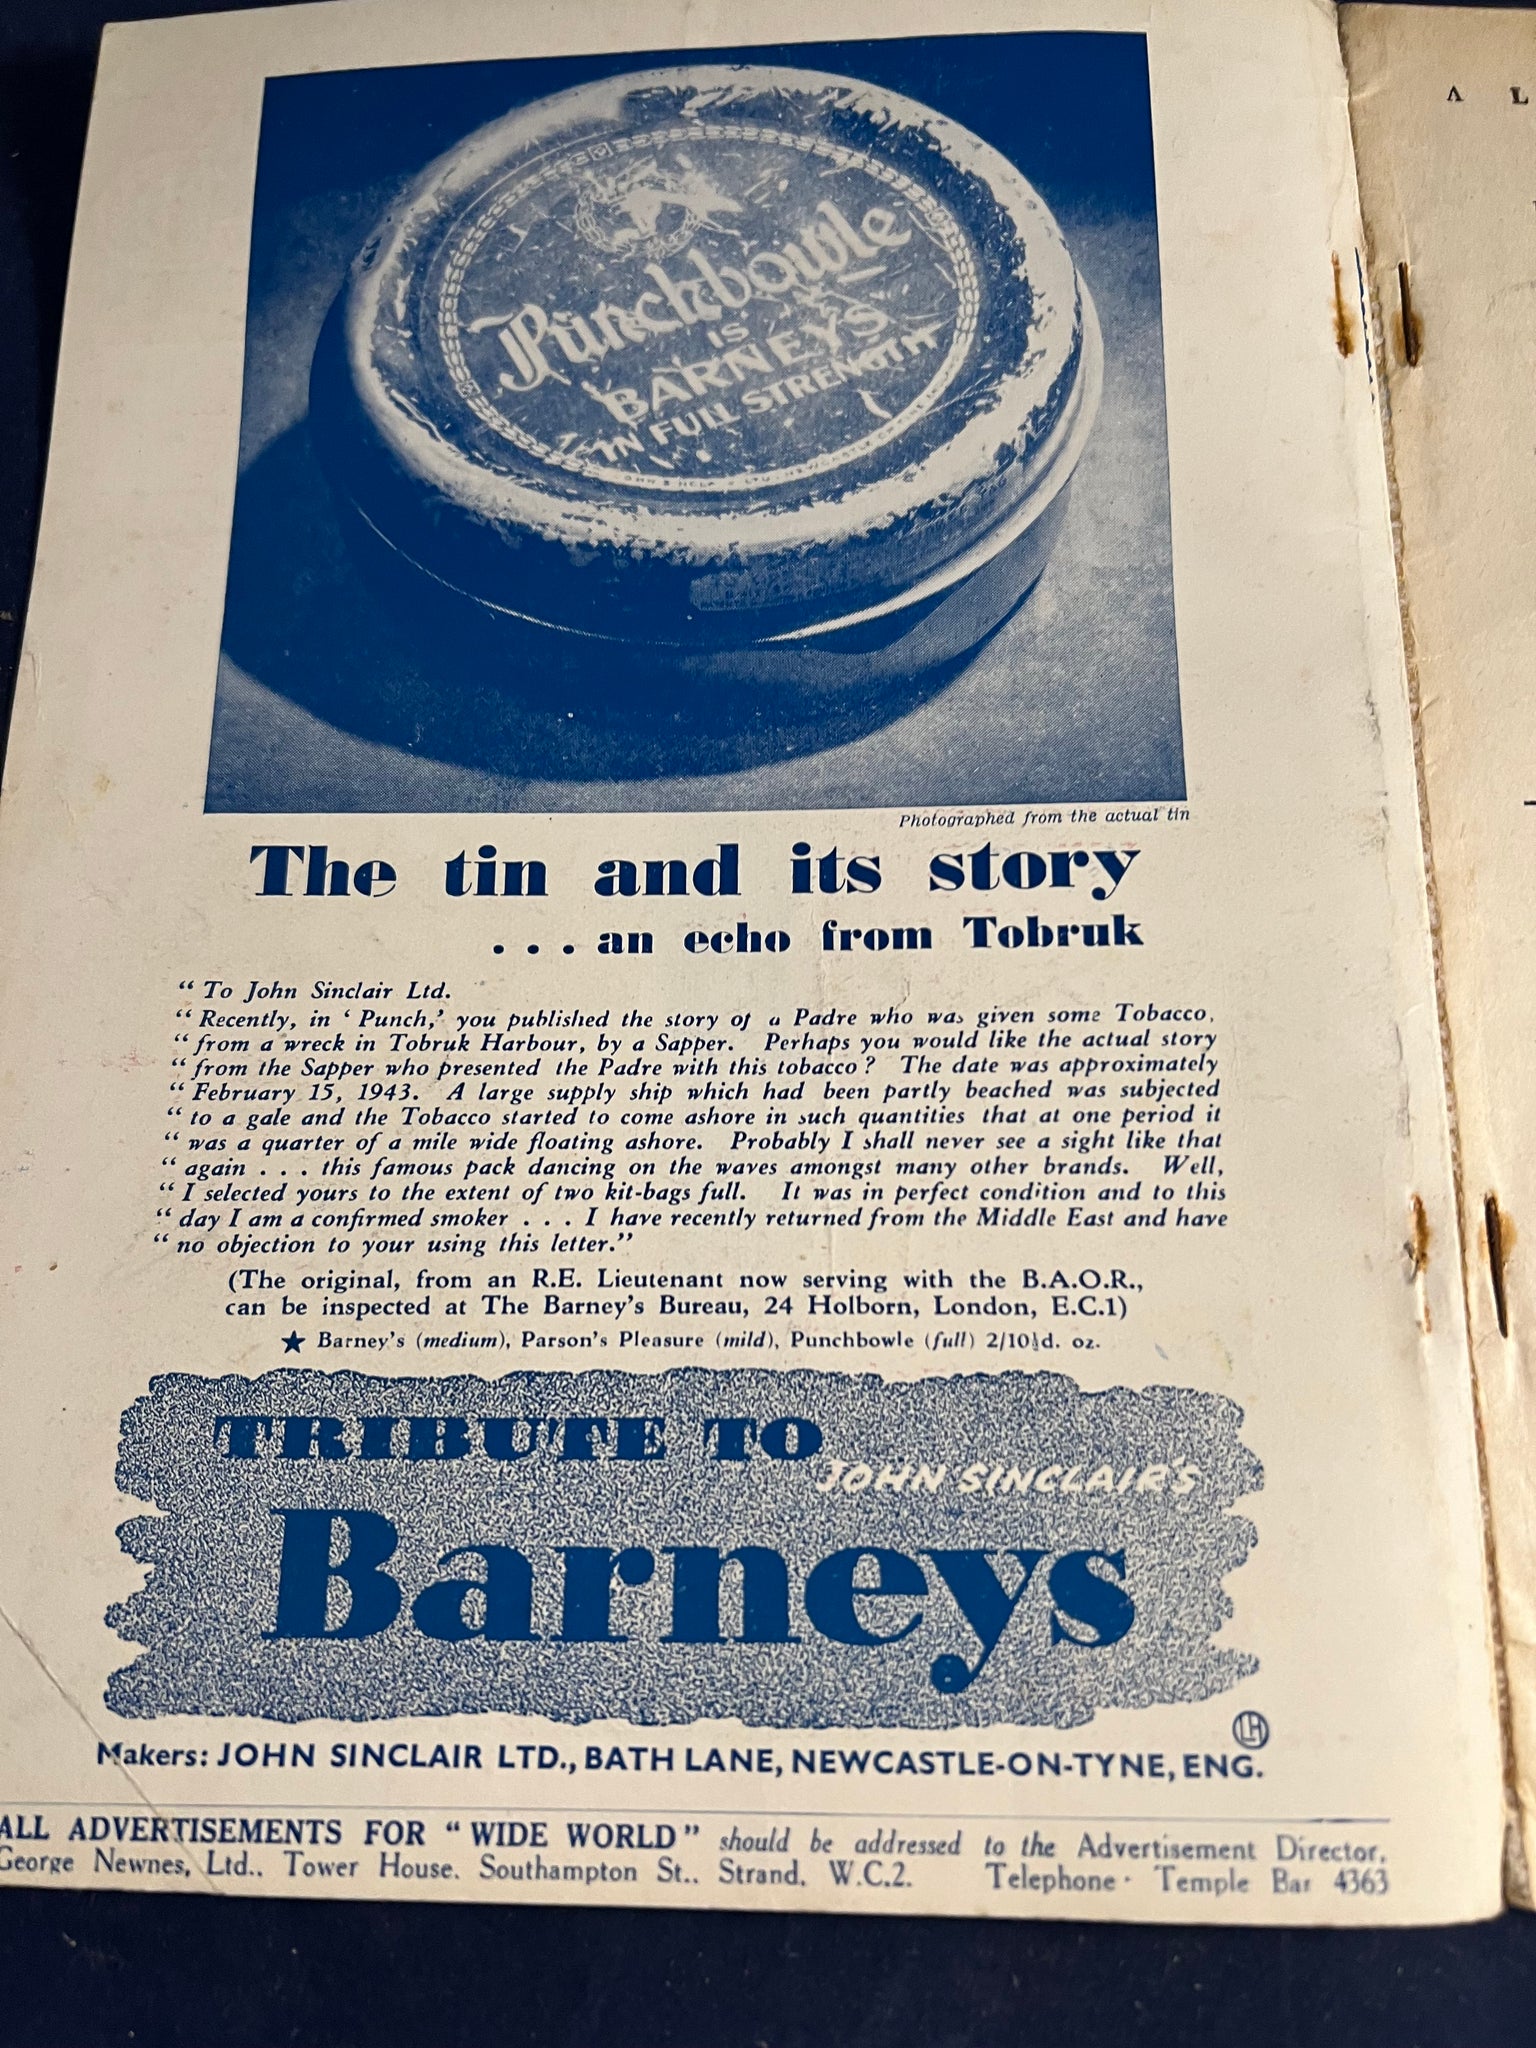 Punchbowle
IS
BARNEYS
IN FULL STRENGTH
Photographed from the actual tin
The tin and its story
. . . an echo from Tobruk
“ To John Sinclair Ltd.
“ Recently, in ‘ Punch,’ you published the story of a Padre who was given some Tobacco,
“ from a wreck in Tobruk Harbour, by a Sapper. Perhaps you would like the actual story
“ from the Sapper who presented the Padre with this tobacco ? The date was approximately
“ February 15, 1943. A large supply ship which had been partly beached was subjected
“ to a gale and the Tobacco started to come ashore in such quantities that at one period it
“ was a quarter of a mile wide floating ashore. Probably I shall never see a sight like that
“ again . . . this famous pack dancing on the waves amongst many other brands. Well,
“ I selected yours to the extent of two kit-bags full. It was in perfect condition and to this
“ day I am a confirmed smoker . . . I have recently returned from the Middle East and have
“ no objection to your using this letter.”
(The original, from an R.E. Lieutenant now serving with the B.A.O.R.,
can be inspected at The Barney's Bureau, 24 Holborn, London, E.C.1)
★ Barney's (medium), Parson's Pleasure (mild), Punchbowle (full) 2/10½d. oz.
TRIBUTE TO
JOHN SINCLAIR'S
Barneys
LH
Makers: JOHN SINCLAIR LTD., BATH LANE, NEWCASTLE-ON-TYNE, ENG.
ALL ADVERTISEMENTS FOR “ WIDE WORLD ” should be addressed to the Advertisement Director,
George Newnes, Ltd., Tower House, Southampton St., Strand, W.C.2. Telephone · Temple Bar 4363
A L